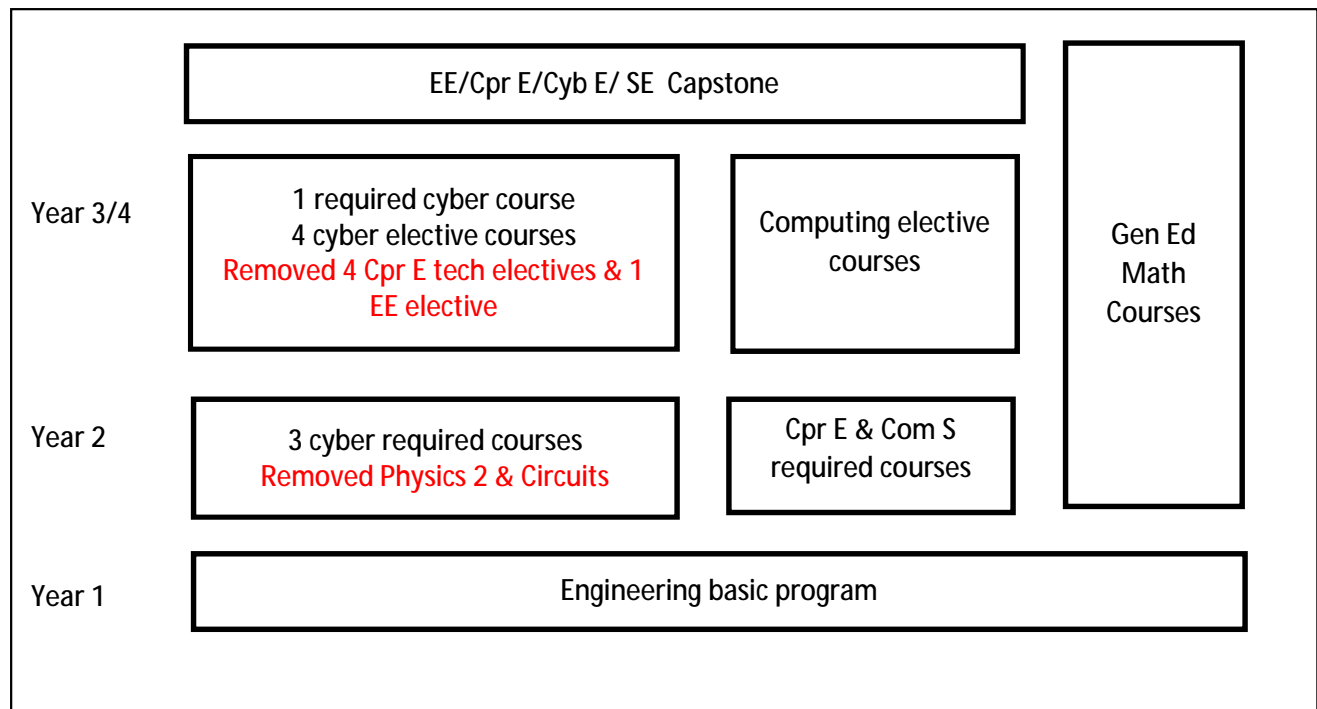 EE/Cpr E/Cyb E/ SE Capstone
Year 3/4
1 required cyber course
4 cyber elective courses
Removed 4 Cpr E tech electives & 1
EE elective
Computing elective
courses
Gen Ed
Math
Courses
Year 2
3 cyber required courses
Removed Physics 2 & Circuits
Cpr E & Com S
required courses
Year 1
Engineering basic program